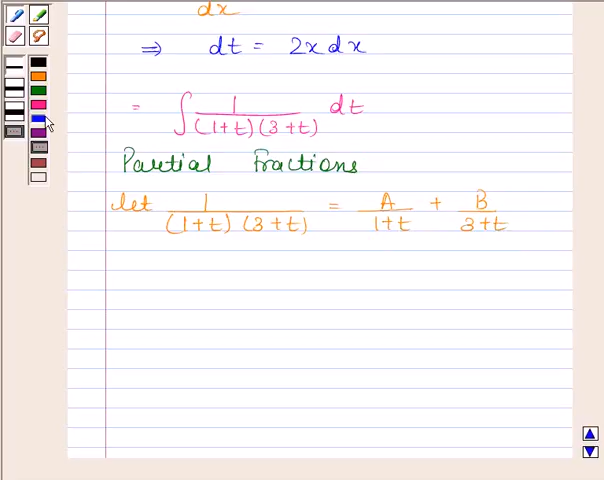 dx
⇒ dt = 2x dx
= ∫ 1/((1+t)(3+t)) dt
Partial Fractions
let 1/((1+t)(3+t)) = A/(1+t) + B/(3+t)